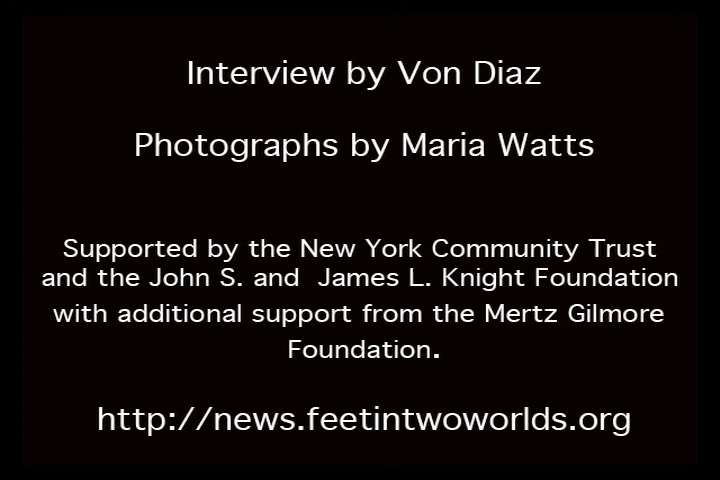 Interview by Von Diaz
Photographs by Maria Watts
Supported by the New York Community Trust
and the John S. and  James L. Knight Foundation
with additional support from the Mertz Gilmore
Foundation.
http://news.feetintwoworlds.org